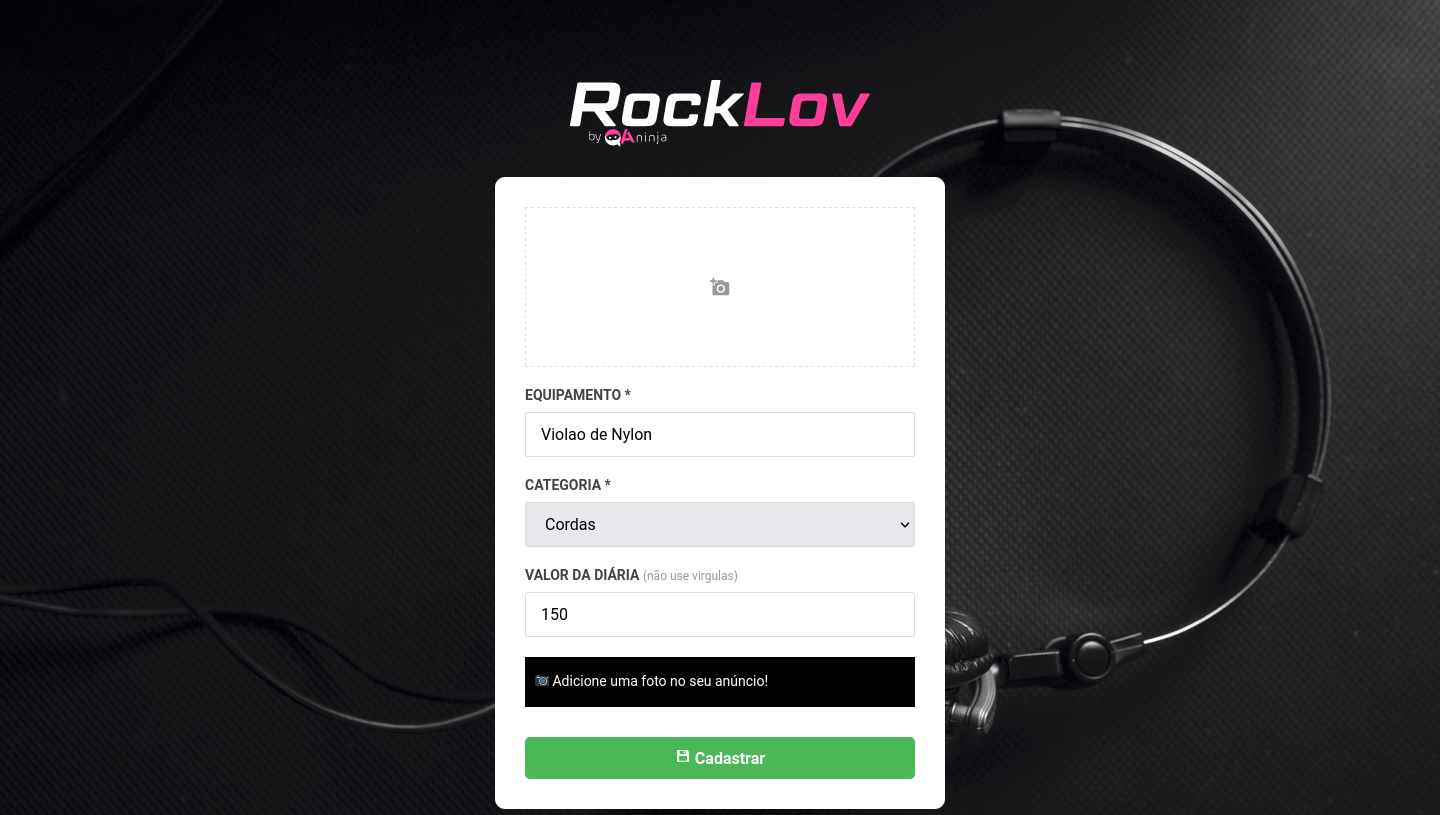 RockLov
by QAninja
EQUIPAMENTO *
Violao de Nylon
CATEGORIA *
Cordas
VALOR DA DIÁRIA (não use virgulas)
150
Adicione uma foto no seu anúncio!
Cadastrar